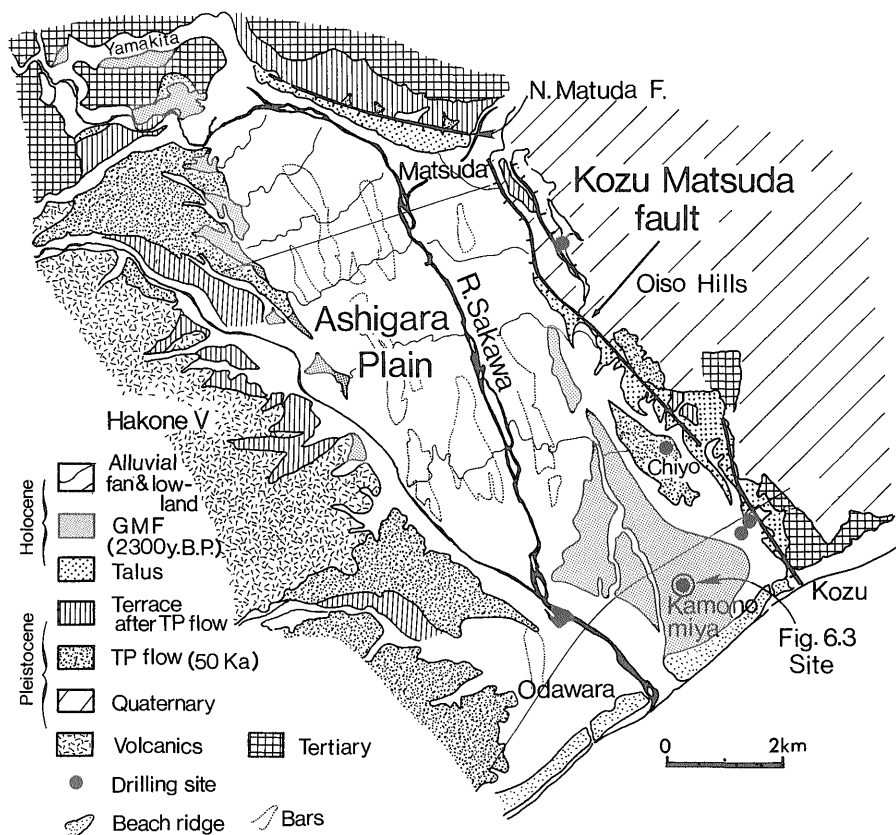 Yamakita
N. Matuda F.
Matsuda
Kozu Matsuda
fault
Oiso Hills
R. Sakawa
Ashigara
Plain
Hakone V
Chiyo
Kamono
miya
Kozu
Fig. 6.3
Site
Odawara
0 2km
Holocene
Alluvial
fan & low-
land
GMF
(2300y.B.P.)
Talus
Pleistocene
Terrace
after TP flow
TP flow (50 Ka)
Quaternary
Volcanics
Tertiary
Drilling site
Beach ridge
Bars